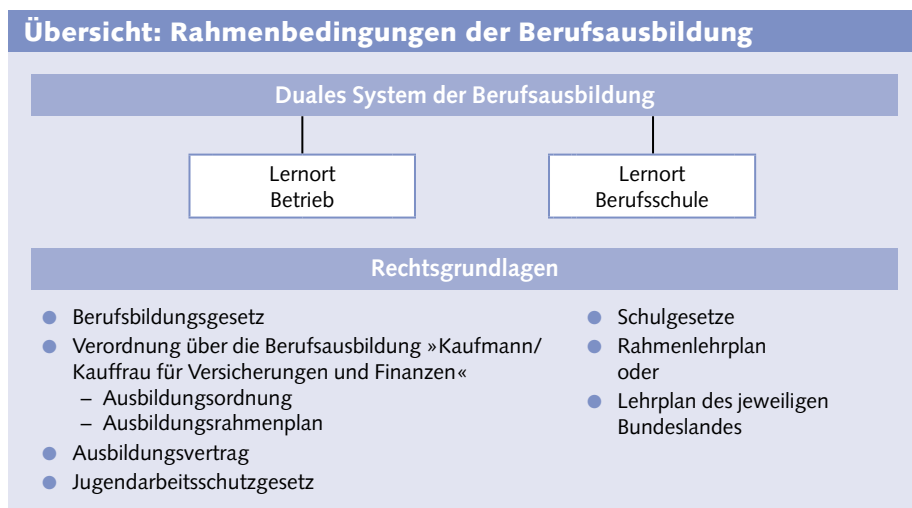 Übersicht: Rahmenbedingungen der Berufsausbildung
Duales System der Berufsausbildung
Lernort
Betrieb
Lernort
Berufsschule
Rechtsgrundlagen
● Berufsbildungsgesetz
● Verordnung über die Berufsausbildung »Kaufmann/
Kauffrau für Versicherungen und Finanzen«
– Ausbildungsordnung
– Ausbildungsrahmenplan
● Ausbildungsvertrag
● Jugendarbeitsschutzgesetz
● Schulgesetze
● Rahmenlehrplan
oder
● Lehrplan des jeweiligen
Bundeslandes